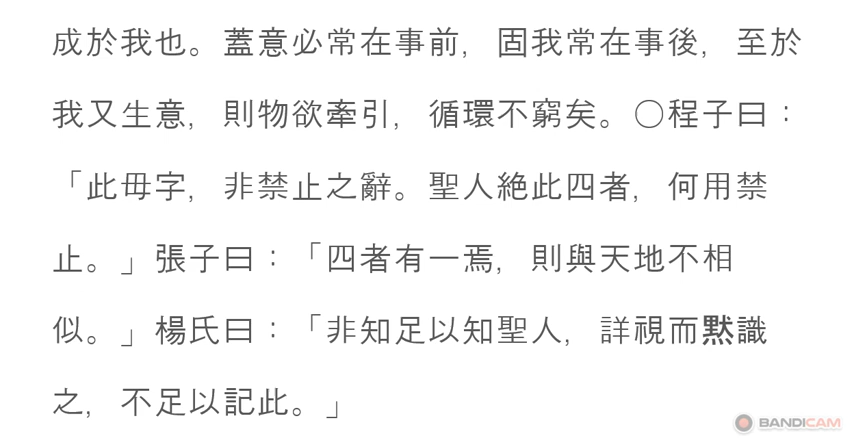 成於我也。蓋意必常在事前，固我常在事後，至於
我又生意，則物欲牽引，循環不窮矣。〇程子曰：
「此毋字，非禁止之辭。聖人絶此四者，何用禁
止。」張子曰：「四者有一焉，則與天地不相
似。」楊氏曰：「非知足以知聖人，詳視而默識
之，不足以記此。」
BANDICAM